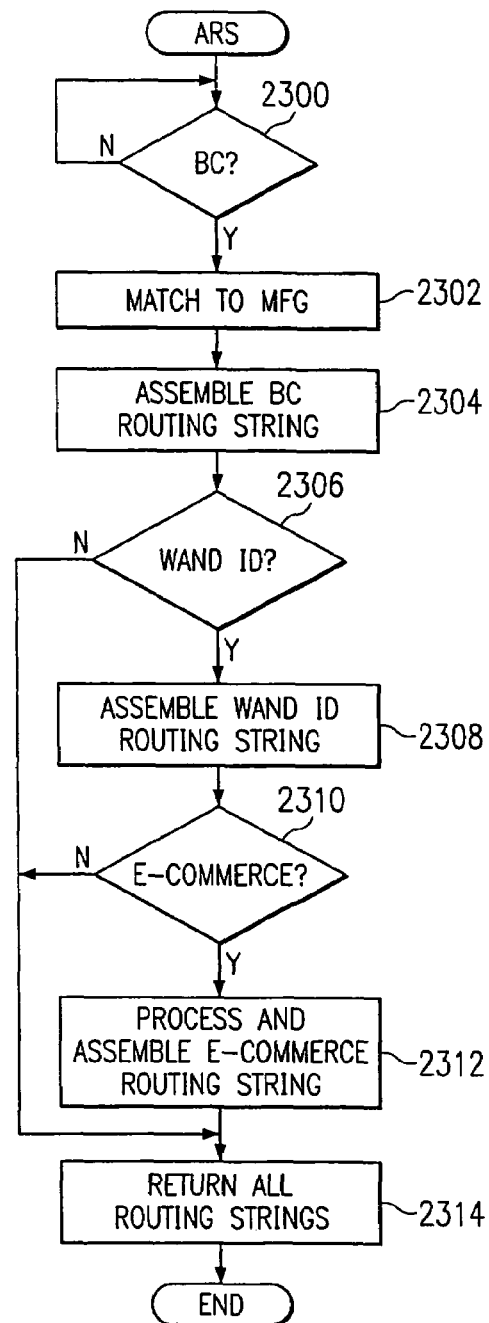 ARS
2300
N
BC?
Y
MATCH TO MFG
2302
ASSEMBLE BC
ROUTING STRING
2304
2306
N
WAND ID?
Y
ASSEMBLE WAND ID
ROUTING STRING
2308
2310
N
E-COMMERCE?
Y
PROCESS AND
ASSEMBLE E-COMMERCE
ROUTING STRING
2312
RETURN ALL
ROUTING STRINGS
2314
END